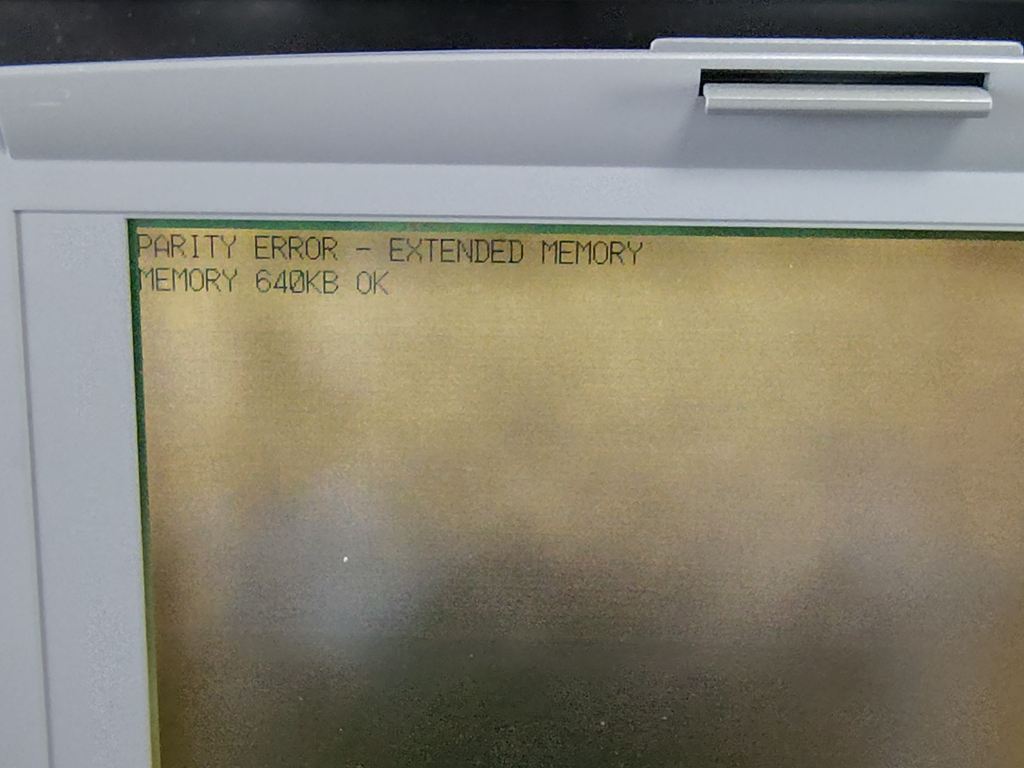 PARITY ERROR - EXTENDED MEMORY
MEMORY 640KB OK